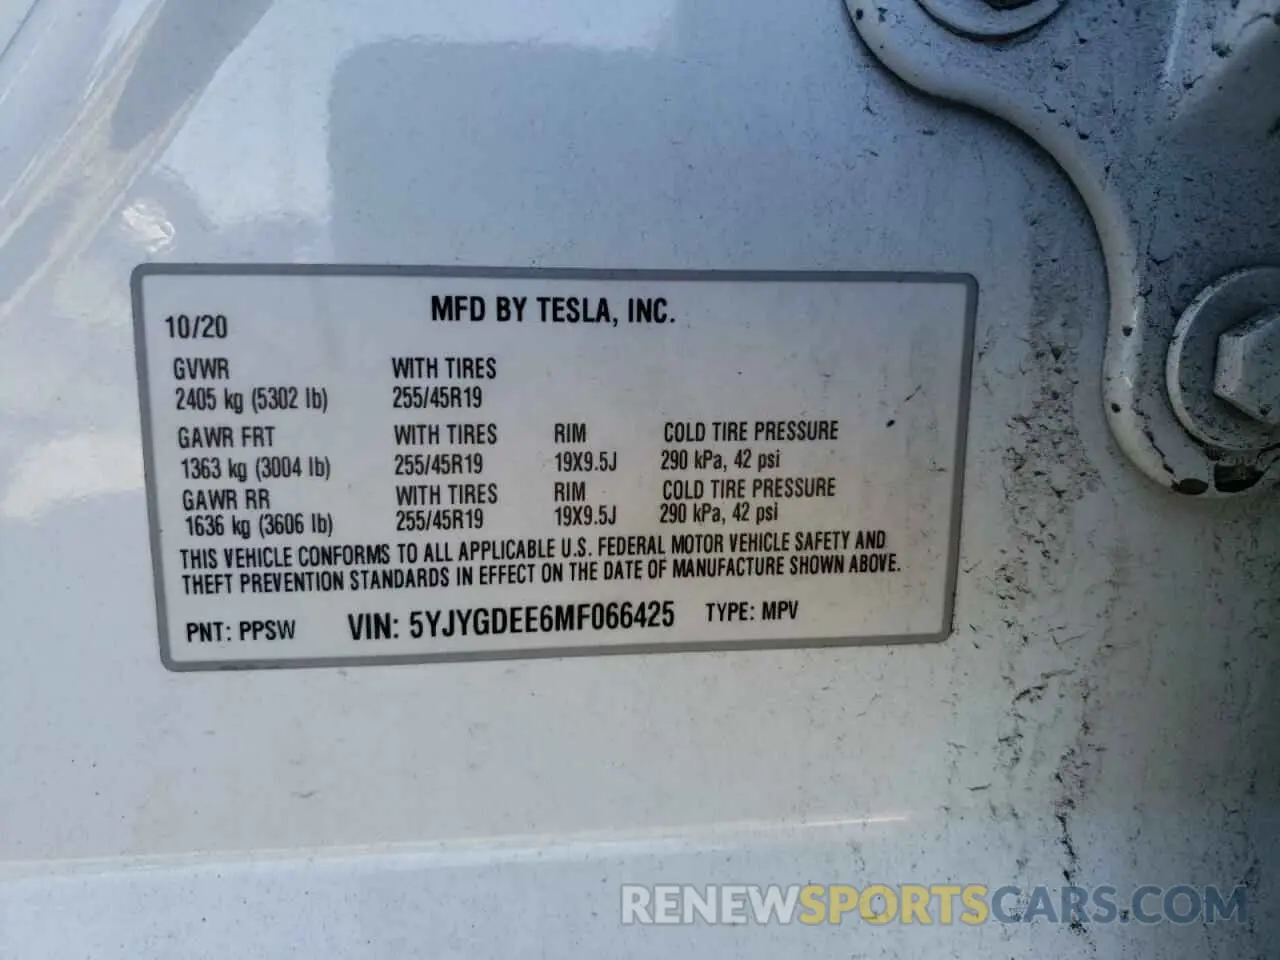 MFD BY TESLA, INC.
10/20
GVWR WITH TIRES
2405 kg (5302 lb) 255/45R19
GAWR FRT WITH TIRES RIM COLD TIRE PRESSURE
1363 kg (3004 lb) 255/45R19 19X9.5J 290 kPa, 42 psi
GAWR RR WITH TIRES RIM COLD TIRE PRESSURE
1636 kg (3606 lb) 255/45R19 19X9.5J 290 kPa, 42 psi
THIS VEHICLE CONFORMS TO ALL APPLICABLE U.S. FEDERAL MOTOR VEHICLE SAFETY AND
THEFT PREVENTION STANDARDS IN EFFECT ON THE DATE OF MANUFACTURE SHOWN ABOVE.
PNT: PPSW VIN: 5YJYGDEE6MF066425 TYPE: MPV
RENEWSPORTSCARS.COM